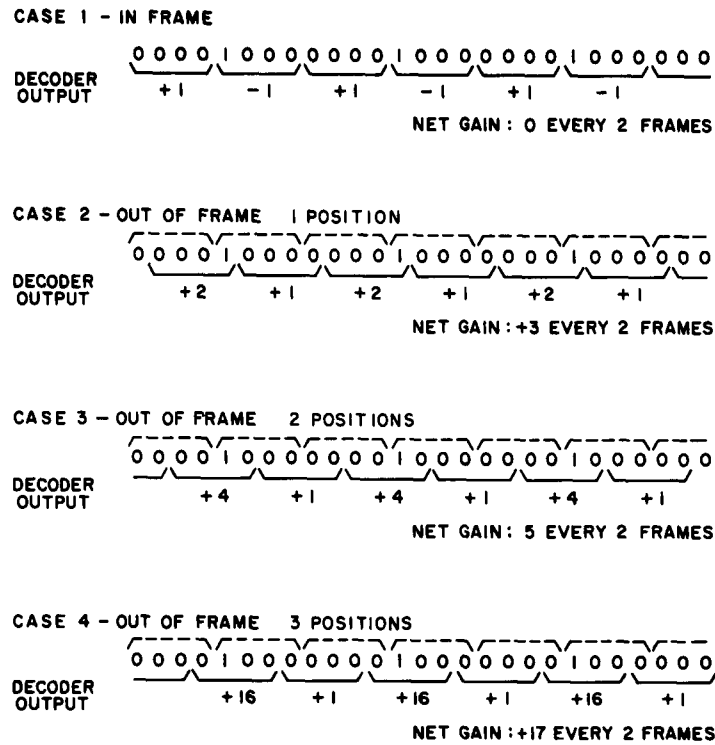 CASE 1 – IN FRAME
0 0 0 0 1 0 0 0 0 0 0 0 1 0 0 0 0 0 0 0 1 0 0 0 0 0 0
DECODER
OUTPUT
+1 −1 +1 −1 +1 −1
NET GAIN: 0 EVERY 2 FRAMES
CASE 2 – OUT OF FRAME 1 POSITION
0 0 0 0 1 0 0 0 0 0 0 0 1 0 0 0 0 0 0 0 1 0 0 0 0 0 0
DECODER
OUTPUT
+2 +1 +2 +1 +2 +1
NET GAIN: +3 EVERY 2 FRAMES
CASE 3 – OUT OF FRAME 2 POSITIONS
0 0 0 0 1 0 0 0 0 0 0 0 1 0 0 0 0 0 0 0 1 0 0 0 0 0 0
DECODER
OUTPUT
+4 +1 +4 +1 +4 +1
NET GAIN: 5 EVERY 2 FRAMES
CASE 4 – OUT OF FRAME 3 POSITIONS
0 0 0 0 1 0 0 0 0 0 0 0 1 0 0 0 0 0 0 0 1 0 0 0 0 0 0
DECODER
OUTPUT
+16 +1 +16 +1 +16 +1
NET GAIN: +17 EVERY 2 FRAMES